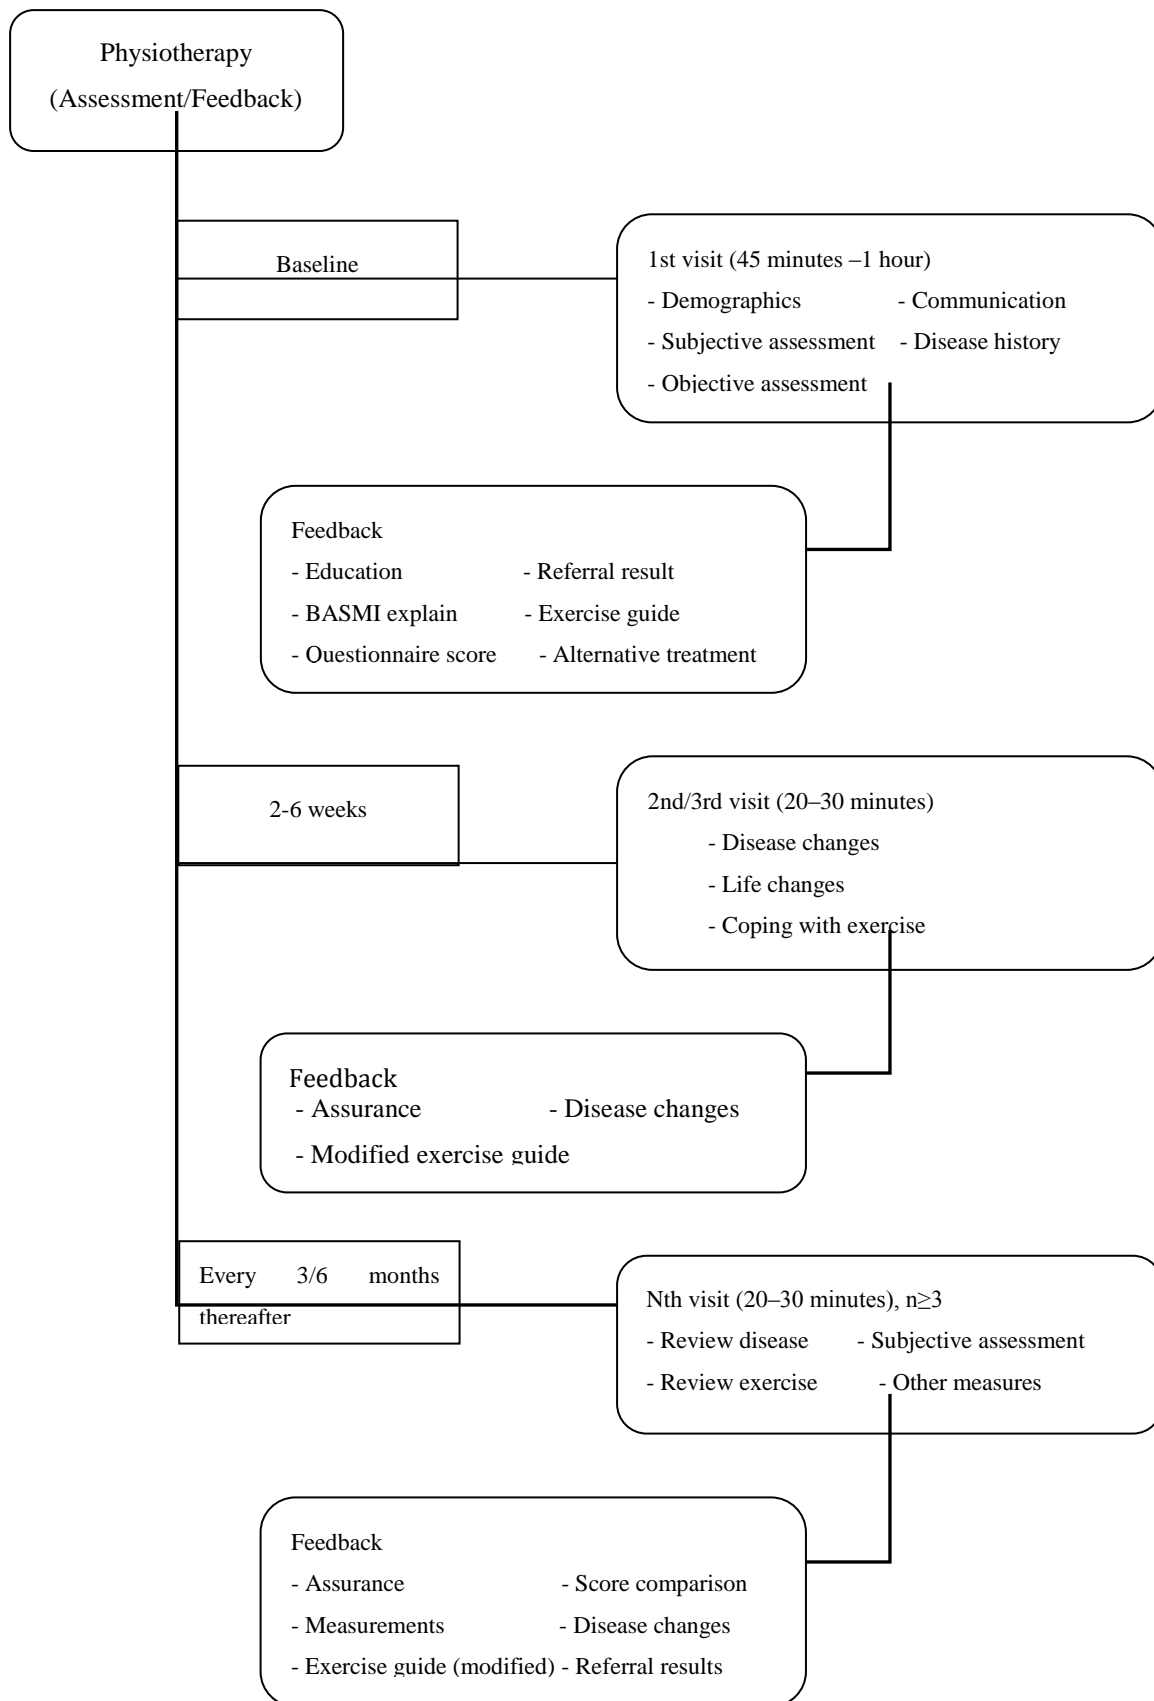 Physiotherapy
(Assessment/Feedback)
Baseline
1st visit (45 minutes –1 hour)
- Demographics - Communication
- Subjective assessment - Disease history
- Objective assessment
Feedback
- Education - Referral result
- BASMI explain - Exercise guide
- Questionnaire score - Alternative treatment
2-6 weeks
2nd/3rd visit (20–30 minutes)
- Disease changes
- Life changes
- Coping with exercise
Feedback
- Assurance - Disease changes
- Modified exercise guide
Every 3/6 months
thereafter
Nth visit (20–30 minutes), n≥3
- Review disease - Subjective assessment
- Review exercise - Other measures
Feedback
- Assurance - Score comparison
- Measurements - Disease changes
- Exercise guide (modified) - Referral results